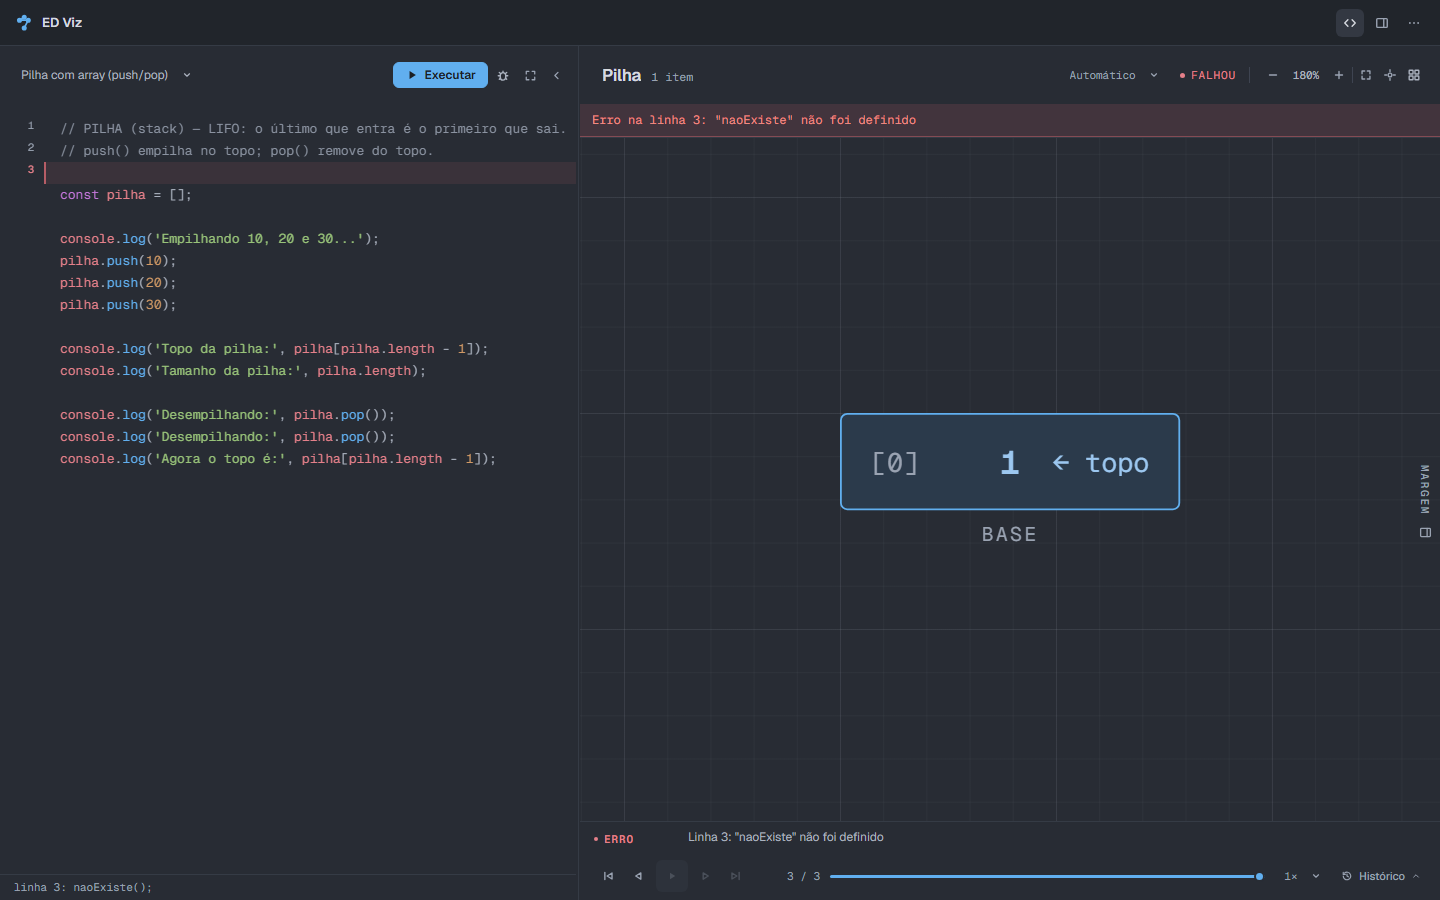 ED Viz
Pilha com array (push/pop)
Executar
1
2
3
// PILHA (stack) — LIFO: o último que entra é o primeiro que sai.
// push() empilha no topo; pop() remove do topo.
const pilha = [];
console.log('Empilhando 10, 20 e 30...');
pilha.push(10);
pilha.push(20);
pilha.push(30);
console.log('Topo da pilha:', pilha[pilha.length - 1]);
console.log('Tamanho da pilha:', pilha.length);
console.log('Desempilhando:', pilha.pop());
console.log('Desempilhando:', pilha.pop());
console.log('Agora o topo é:', pilha[pilha.length - 1]);
linha 3: naoExiste();
Pilha 1 item
Automático
FALHOU
180%
Erro na linha 3: "naoExiste" não foi definido
[0] 1 ← topo
BASE
MARGEM
ERRO
Linha 3: "naoExiste" não foi definido
3 / 3
1×
Histórico